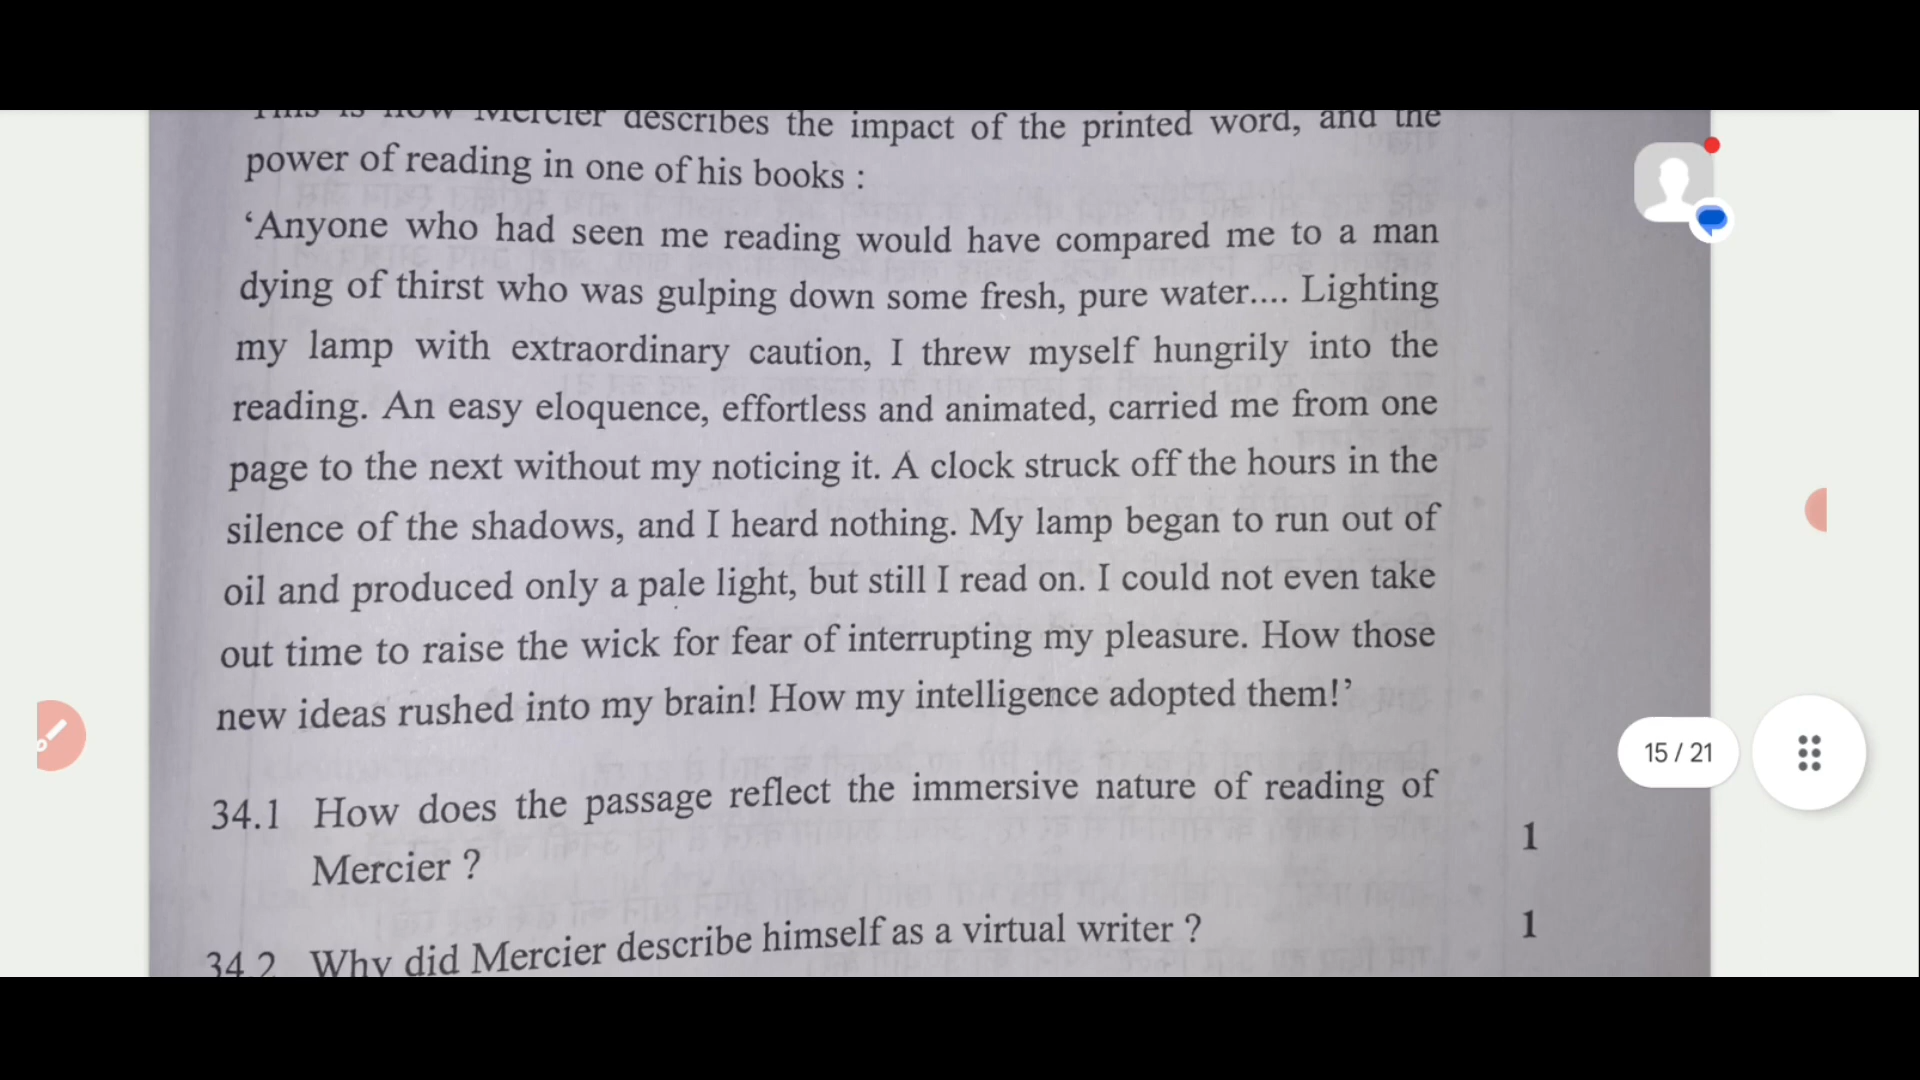 This is how Mercier describes the impact of the printed word, and the
power of reading in one of his books :
‘Anyone who had seen me reading would have compared me to a man
dying of thirst who was gulping down some fresh, pure water.... Lighting
my lamp with extraordinary caution, I threw myself hungrily into the
reading. An easy eloquence, effortless and animated, carried me from one
page to the next without my noticing it. A clock struck off the hours in the
silence of the shadows, and I heard nothing. My lamp began to run out of
oil and produced only a pale light, but still I read on. I could not even take
out time to raise the wick for fear of interrupting my pleasure. How those
new ideas rushed into my brain! How my intelligence adopted them!’
34.1 How does the passage reflect the immersive nature of reading of
Mercier ? 1
34.2 Why did Mercier describe himself as a virtual writer ? 1
15 / 21